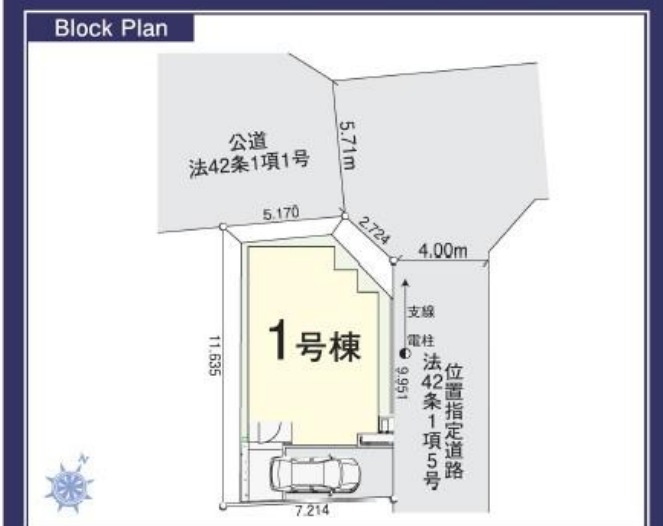 Block Plan
公道
法42条1項1号
5.71m
5.170
2.724
4.00m
支線
電柱
1号棟
11.635
9.951
位置指定道路
法42条1項5号
N
7.214